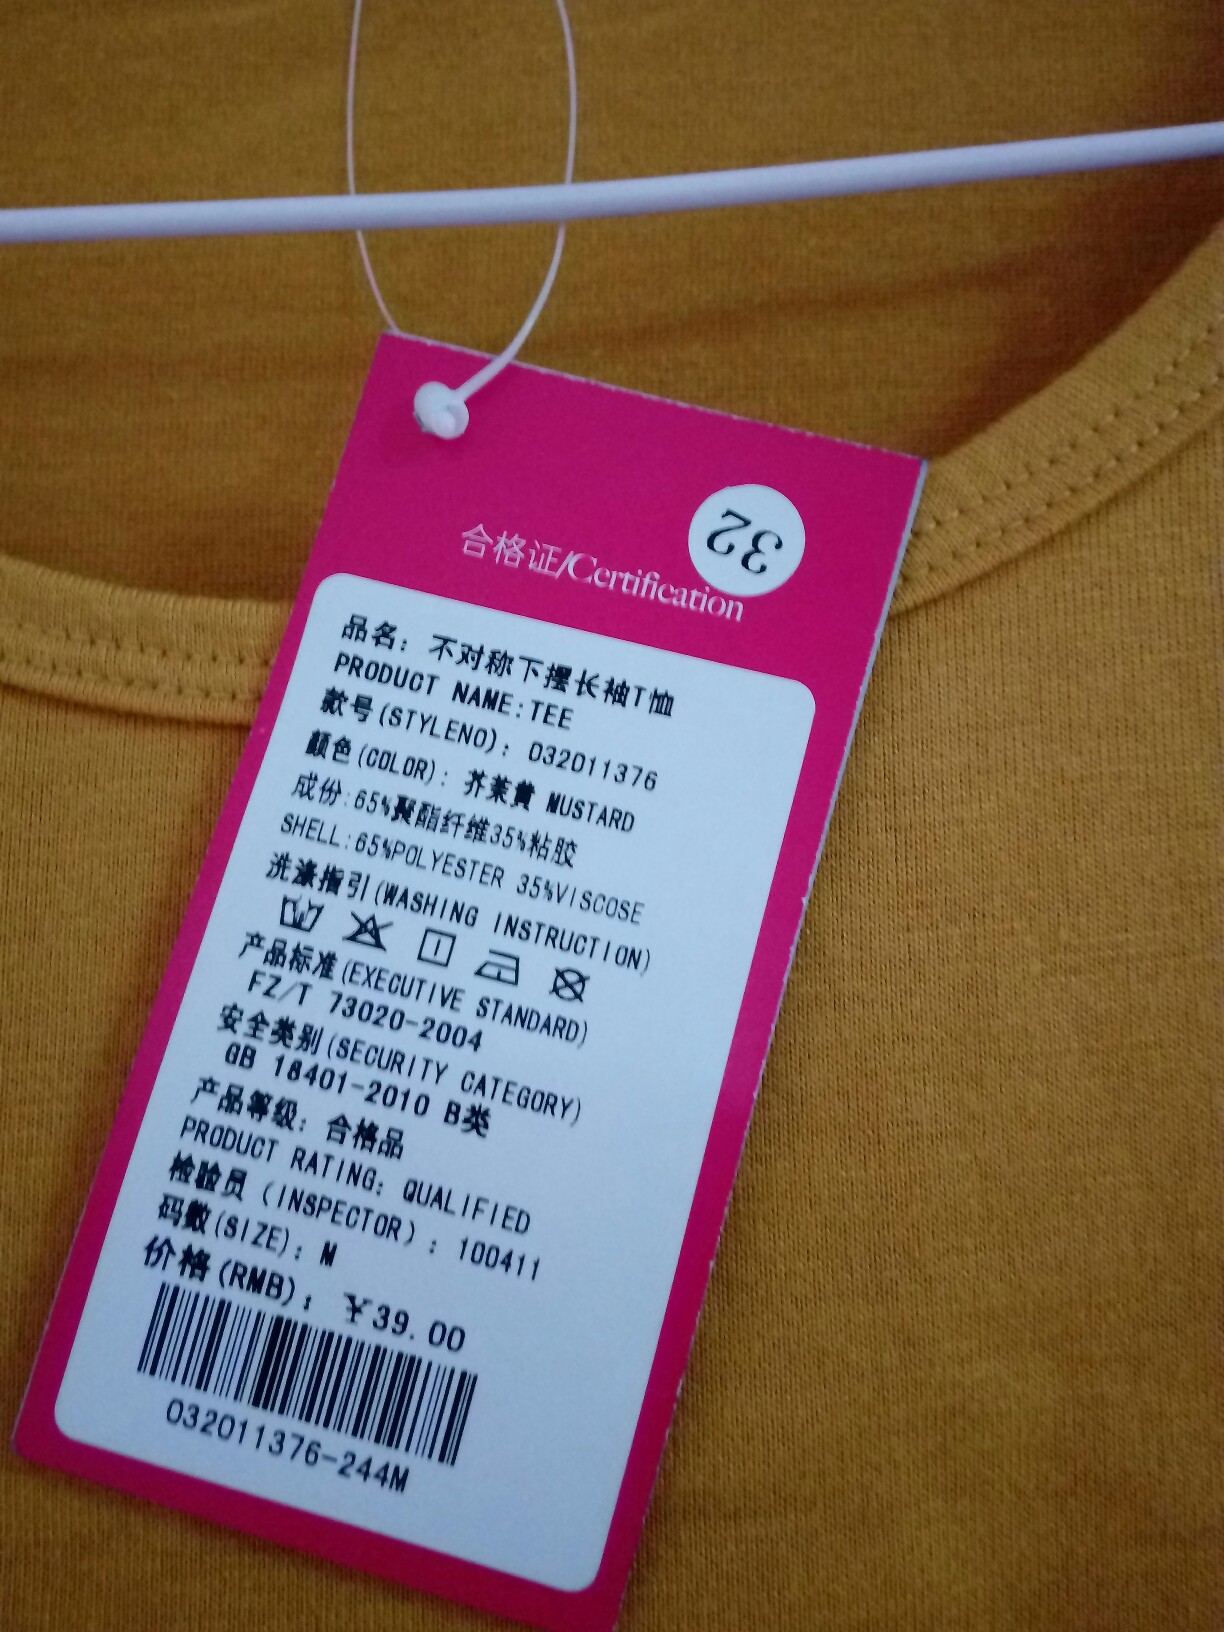 32
合格证/Certification
品名：不对称下摆长袖T恤
PRODUCT NAME:TEE
款号(STYLENO)：032011376
颜色(COLOR)：芥茉黄 MUSTARD
成份:65%聚酯纤维35%粘胶
SHELL:65%POLYESTER 35%VISCOSE
洗涤指引(WASHING INSTRUCTION)
产品标准(EXECUTIVE STANDARD)
FZ/T 73020-2004
安全类别(SECURITY CATEGORY)
GB 18401-2010 B类
产品等级：合格品
PRODUCT RATING：QUALIFIED
检验员（INSPECTOR）：100411
码数(SIZE)：M
价格(RMB)：￥39.00
032011376-244M